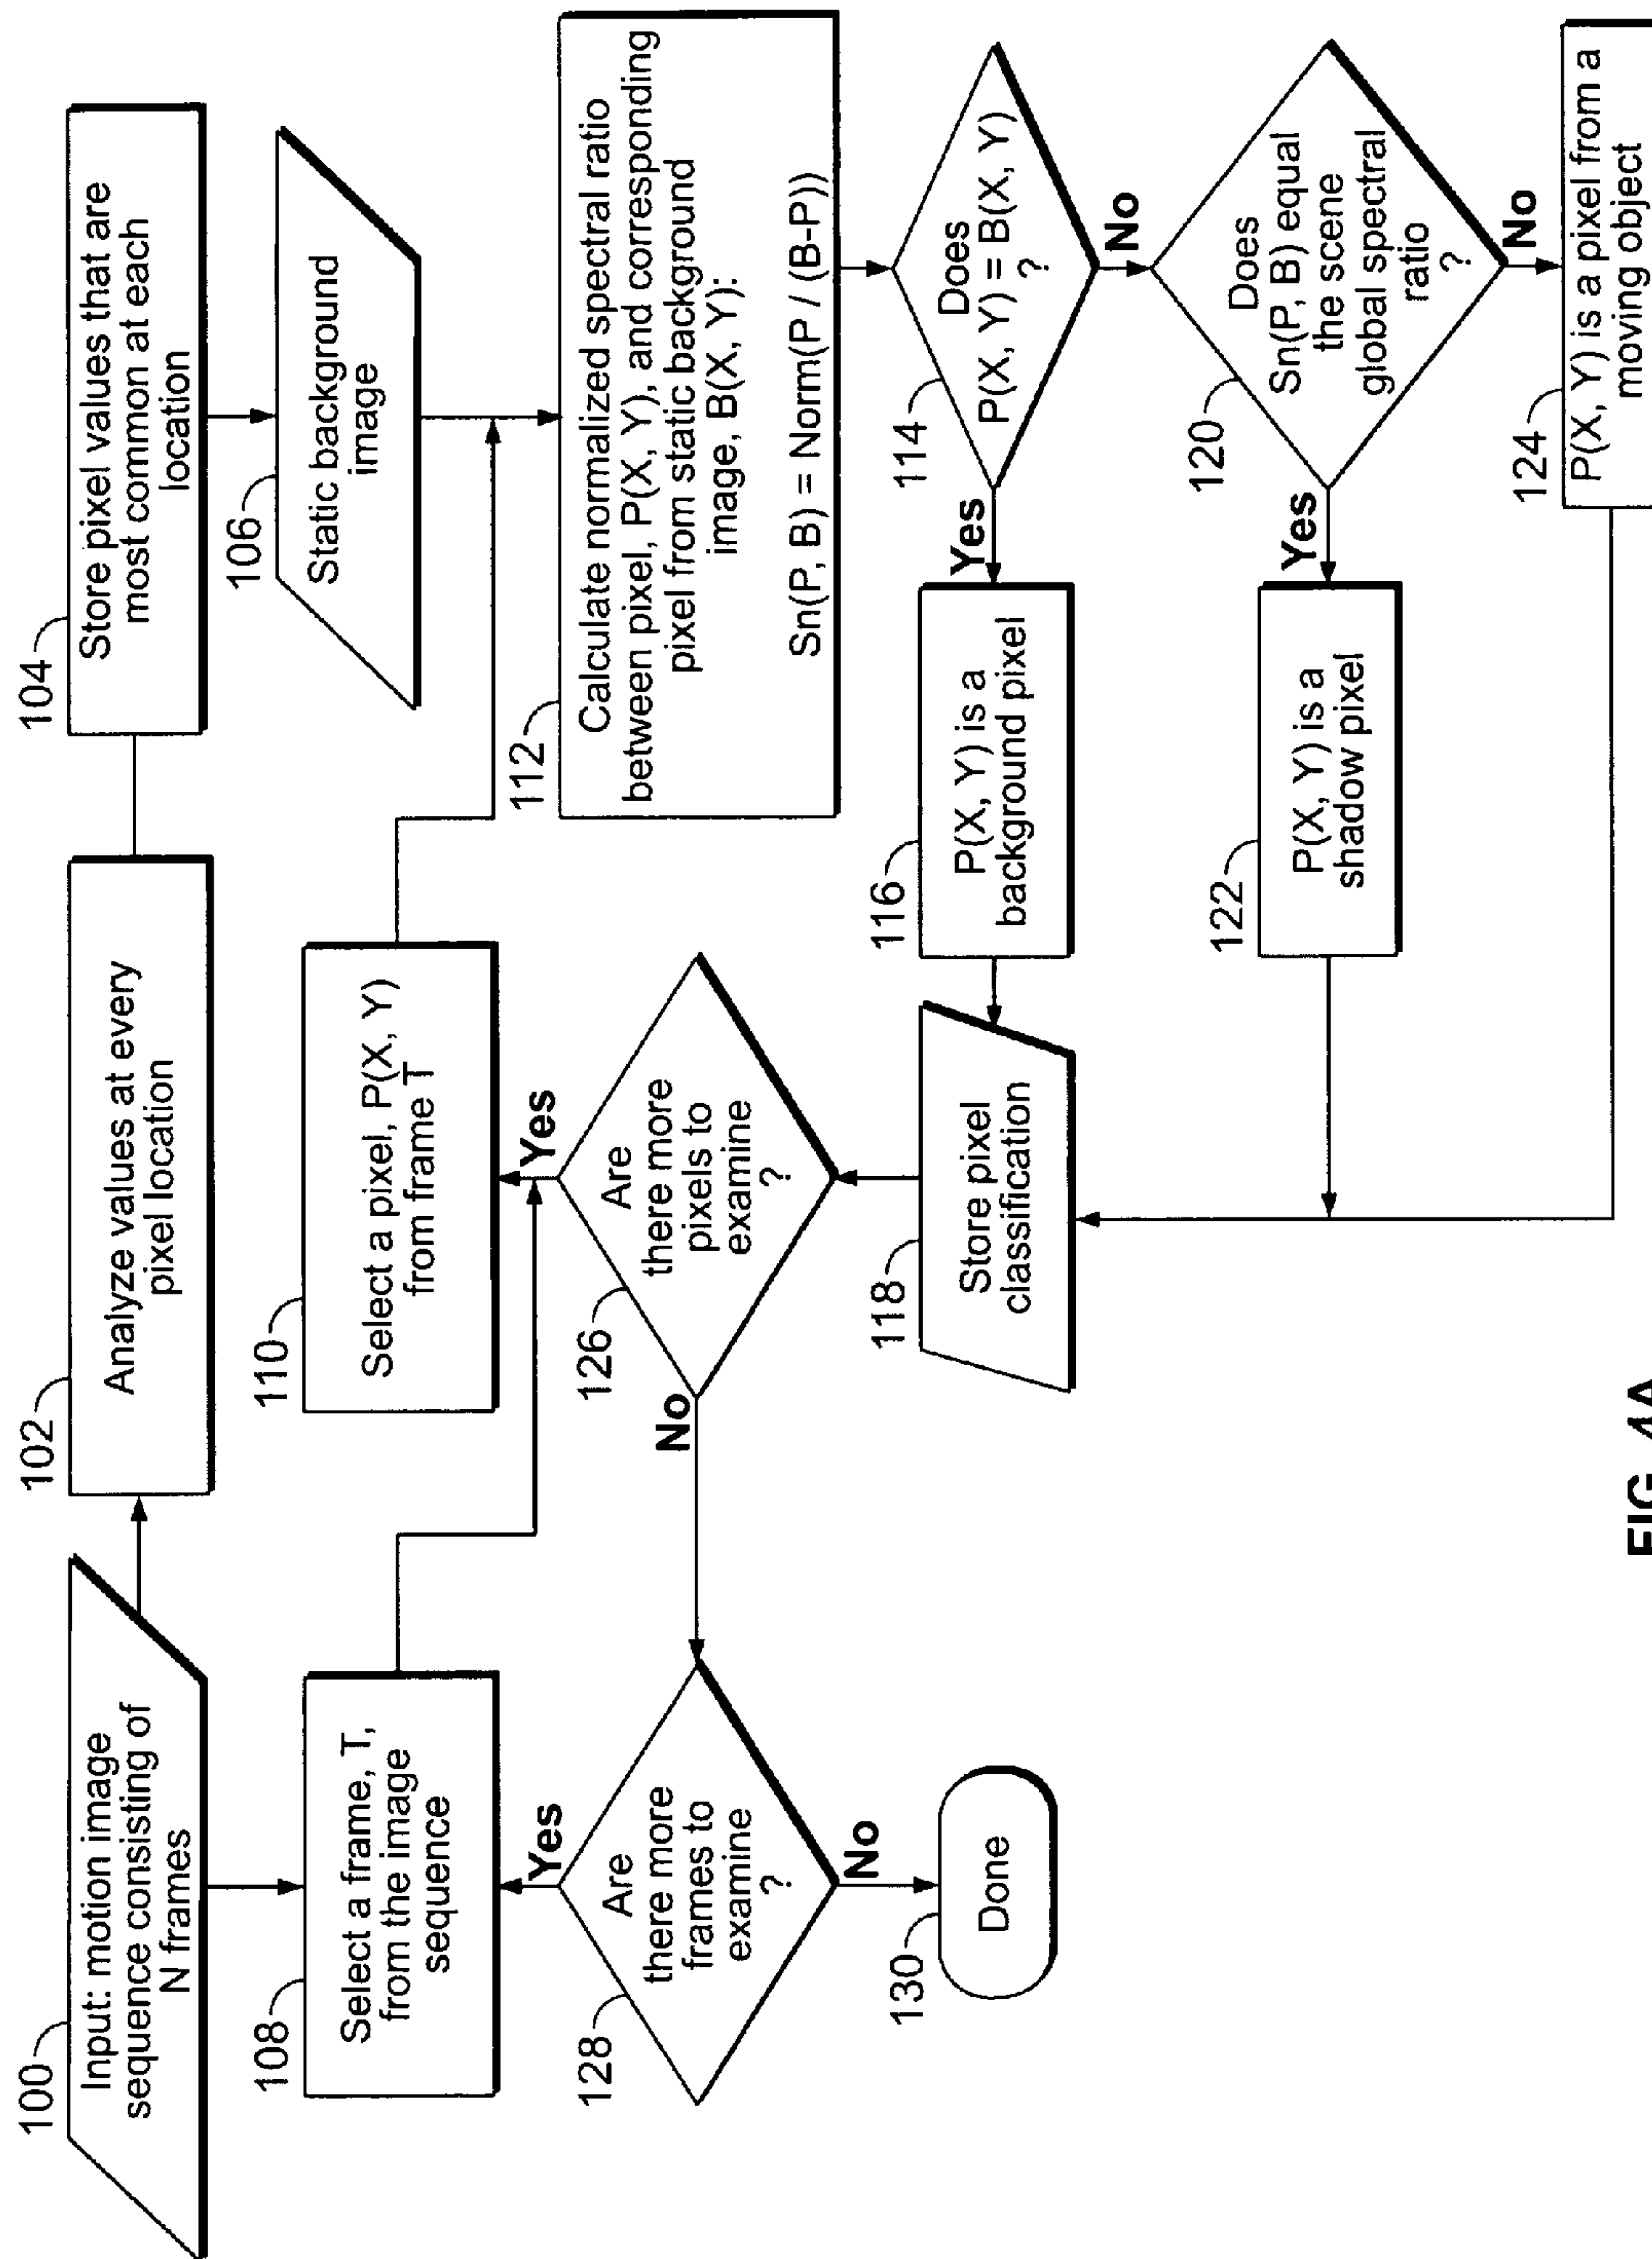 100
Input: motion image
sequence consisting of
N frames
102
Analyze values at every
pixel location
104
Store pixel values that are
most common at each
location
106
Static background
image
108
Select a frame, T,
from the image
sequence
110
Select a pixel, P(X, Y)
from frame T
112
Calculate normalized spectral ratio
between pixel, P(X, Y), and corresponding
pixel from static background
image, B(X, Y):
Sn(P, B) = Norm(P / (B-P))
114
Does
P(X, Y) = B(X, Y)
?
Yes
No
116
P(X, Y) is a
background pixel
118
Store pixel
classification
120
Does
Sn(P, B) equal
the scene
global spectral
ratio
?
Yes
No
122
P(X, Y) is a
shadow pixel
124
P(X, Y) is a pixel from a
moving object
126
Are
there more
pixels to
examine
?
Yes
No
128
Are
there more
frames to
examine
?
Yes
No
130
Done
FIG. 4A